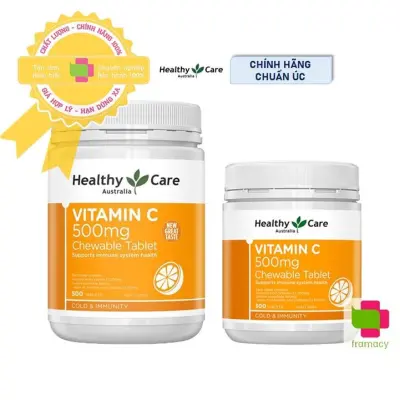 CHẤT LƯỢNG - CHÍNH HÃNG 100%
GIÁ HỢP LÝ - HẠN DÙNG XA
Healthy Care
Australia
CHÍNH HÃNG
CHUẨN ÚC
Healthy Care
Australia
VITAMIN C
500mg
Chewable Tablet
Supports immune system health
NEW
GREAT
TASTE
COLD & IMMUNITY
Healthy Care
Australia
VITAMIN C
500mg
Chewable Tablet
Supports immune system health
COLD & IMMUNITY
framacy